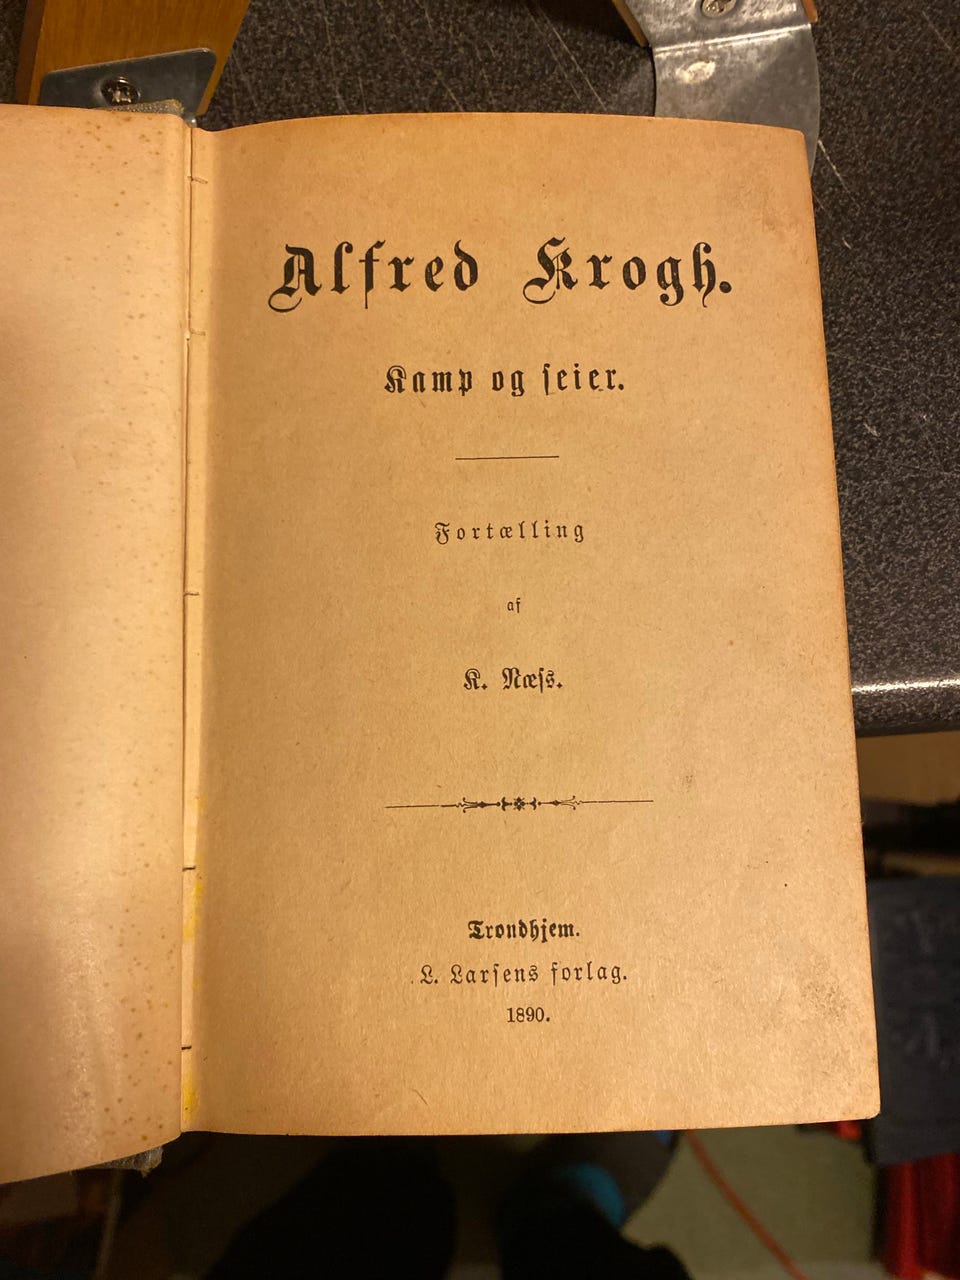 Alfred Krogh.
Kamp og seier.
Fortælling
af
K. Næss.
Trondhjem.
L. Larsens forlag.
1890.